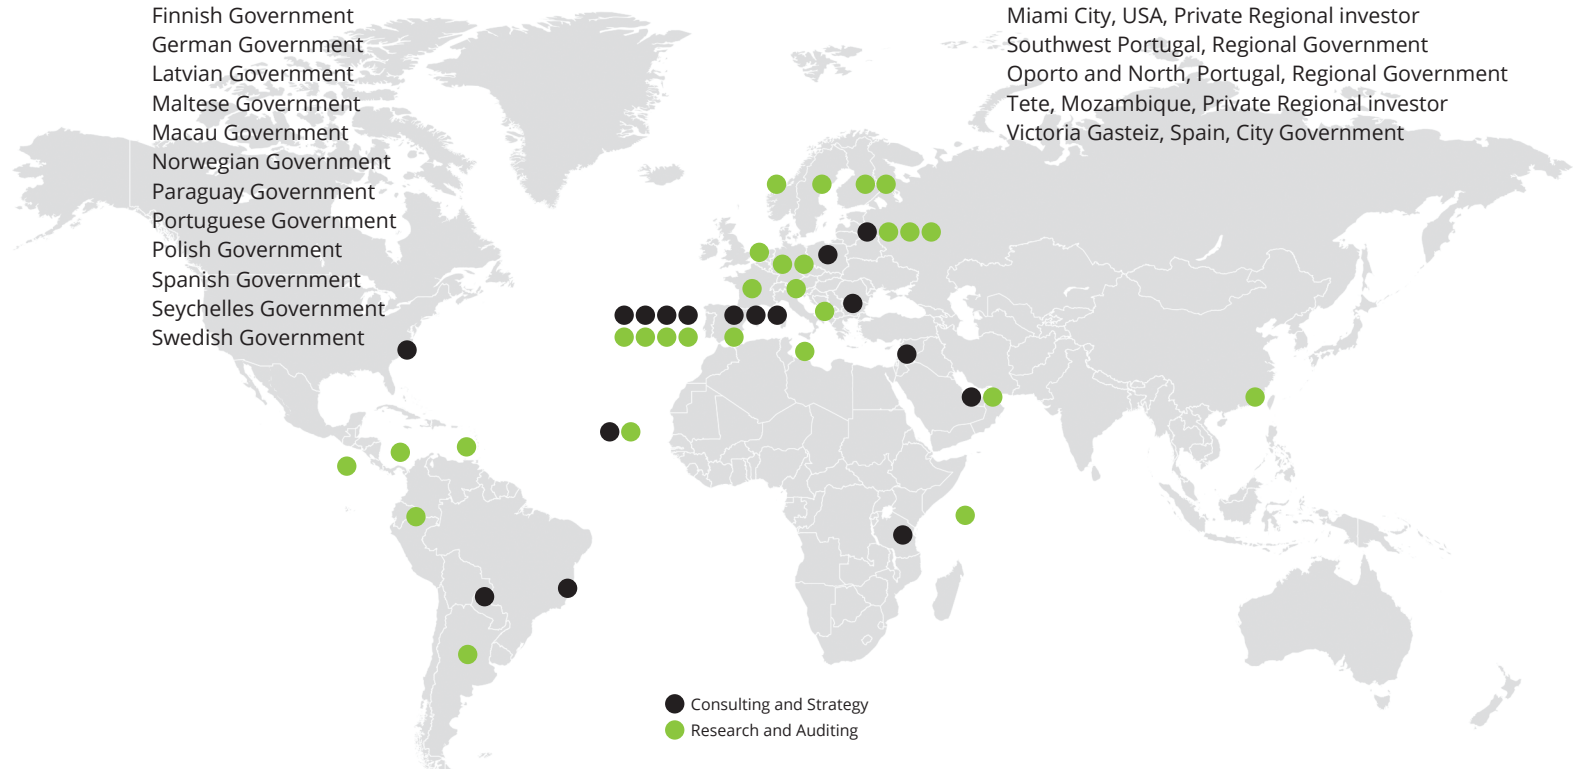 Finnish Government
German Government
Latvian Government
Maltese Government
Macau Government
Norwegian Government
Paraguay Government
Portuguese Government
Polish Government
Spanish Government
Seychelles Government
Swedish Government
Miami City, USA, Private Regional investor
Southwest Portugal, Regional Government
Oporto and North, Portugal, Regional Government
Tete, Mozambique, Private Regional investor
Victoria Gasteiz, Spain, City Government
Consulting and Strategy
Research and Auditing